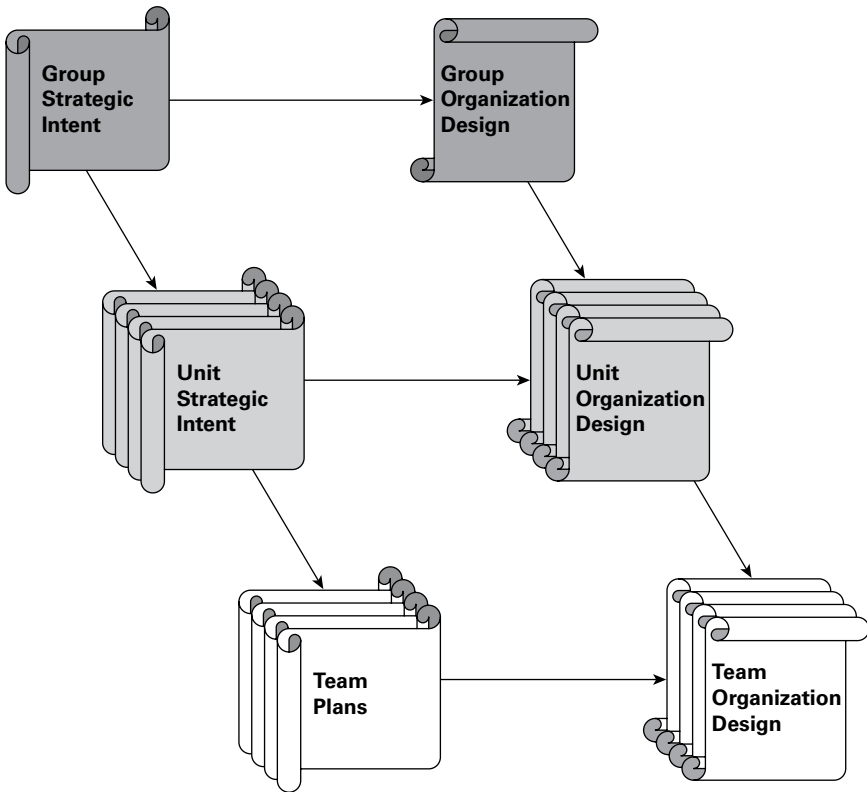 Group
Strategic
Intent
Group
Organization
Design
Unit
Strategic
Intent
Unit
Organization
Design
Team
Plans
Team
Organization
Design